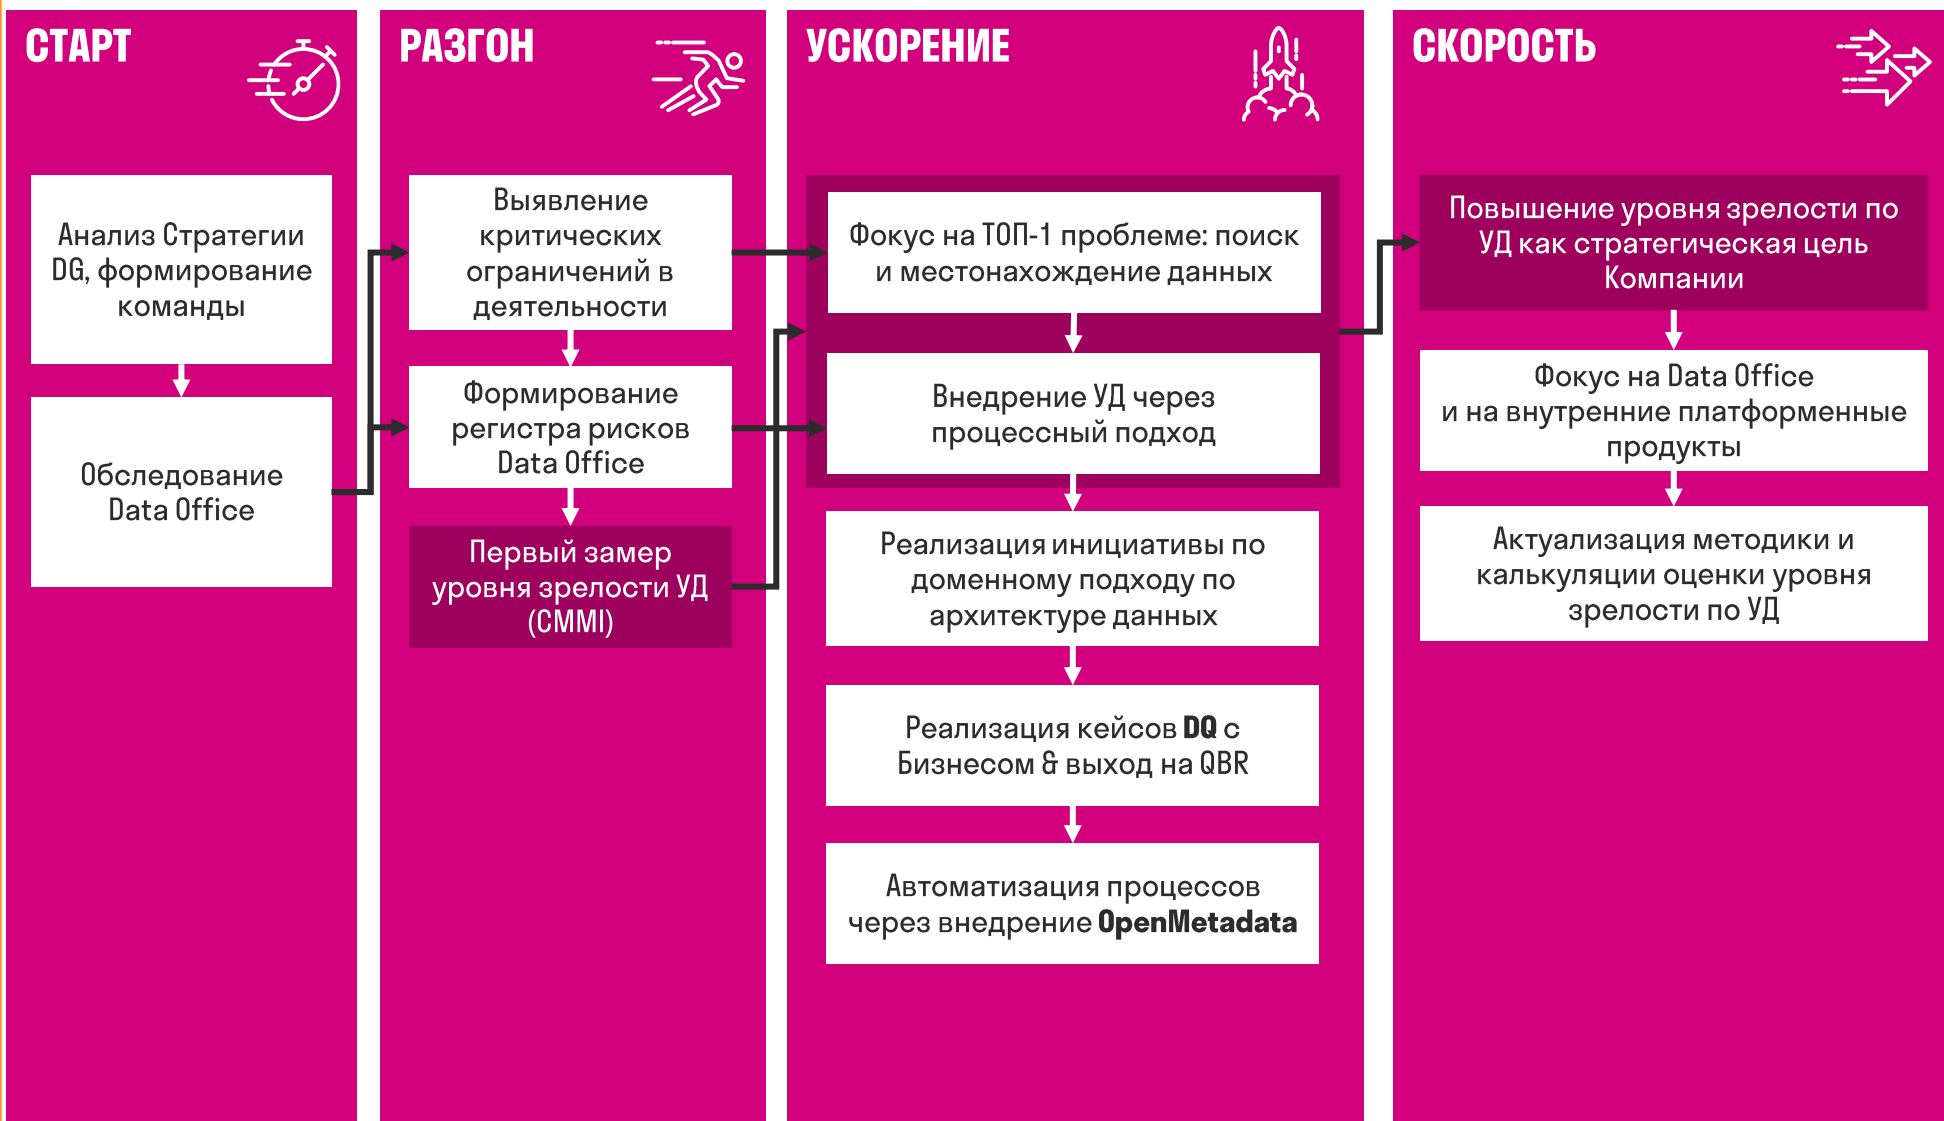 СТАРТ
Анализ Стратегии
DG, формирование
команды
Обследование
Data Office
РАЗГОН
Выявление
критических
ограничений в
деятельности
Формирование
регистра рисков
Data Office
Первый замер
уровня зрелости УД
(CMMI)
УСКОРЕНИЕ
Фокус на ТОП-1 проблеме: поиск
и местонахождение данных
Внедрение УД через
процессный подход
Реализация инициативы по
доменному подходу по
архитектуре данных
Реализация кейсов DQ с
Бизнесом & выход на QBR
Автоматизация процессов
через внедрение OpenMetadata
СКОРОСТЬ
Повышение уровня зрелости по
УД как стратегическая цель
Компании
Фокус на Data Office
и на внутренние платформенные
продукты
Актуализация методики и
калькуляции оценки уровня
зрелости по УД